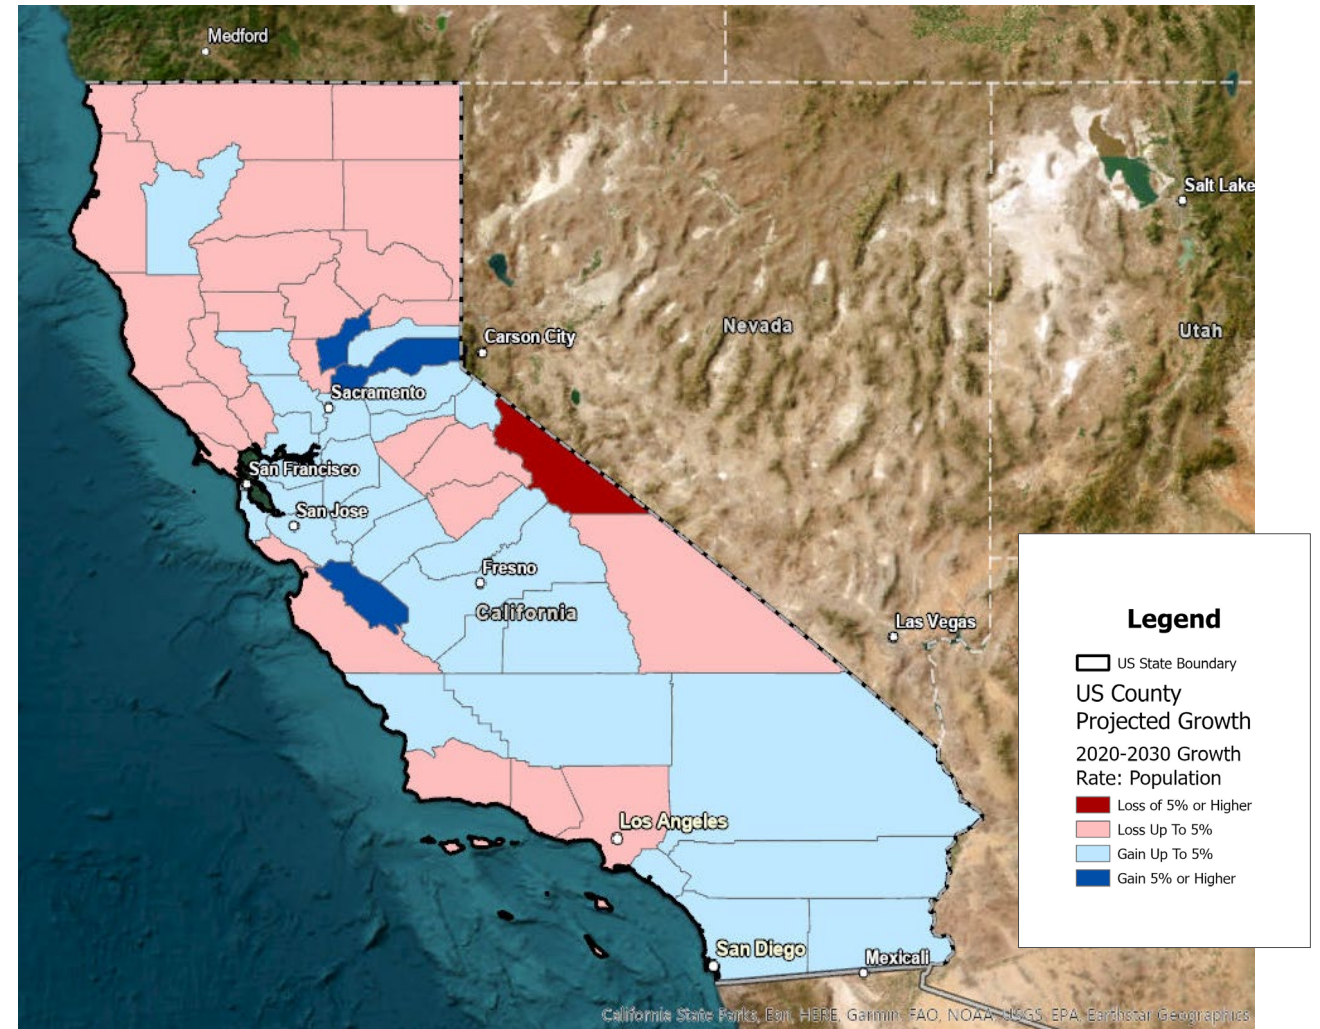 Medford
Salt Lake
Carson City
Nevada
Utah
Sacramento
San Francisco
San Jose
Fresno
California
Las Vegas
Los Angeles
San Diego
Mexicali
Legend
US State Boundary
US County
Projected Growth
2020-2030 Growth
Rate: Population
Loss of 5% or Higher
Loss Up To 5%
Gain Up To 5%
Gain 5% or Higher
California State Parks, Esri, HERE, Garmin, FAO, NOAA, USGS, EPA, Earthstar Geographics